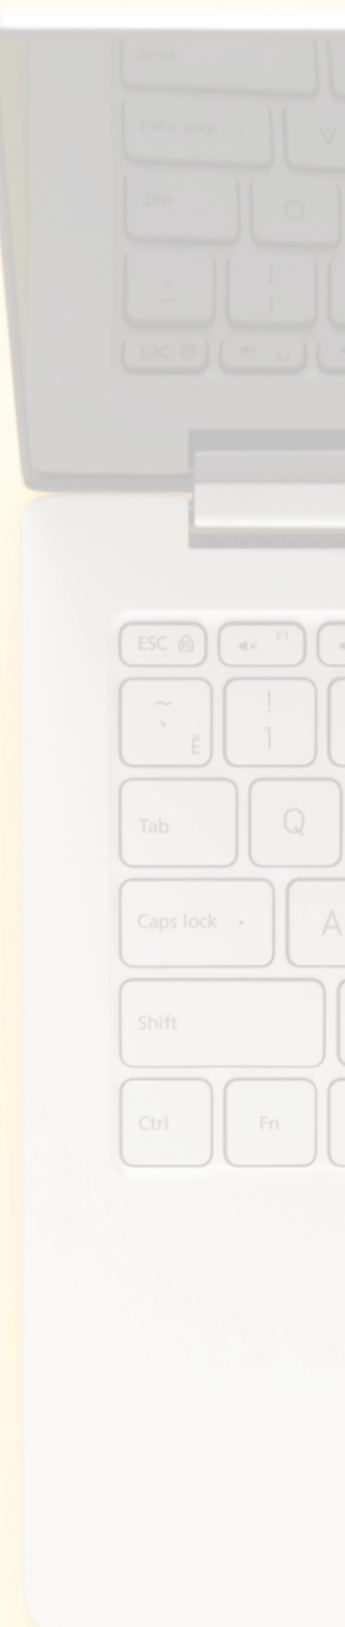 ESC F1
~ !
` Ë 1
Tab Q
Caps lock A
Shift
Ctrl Fn